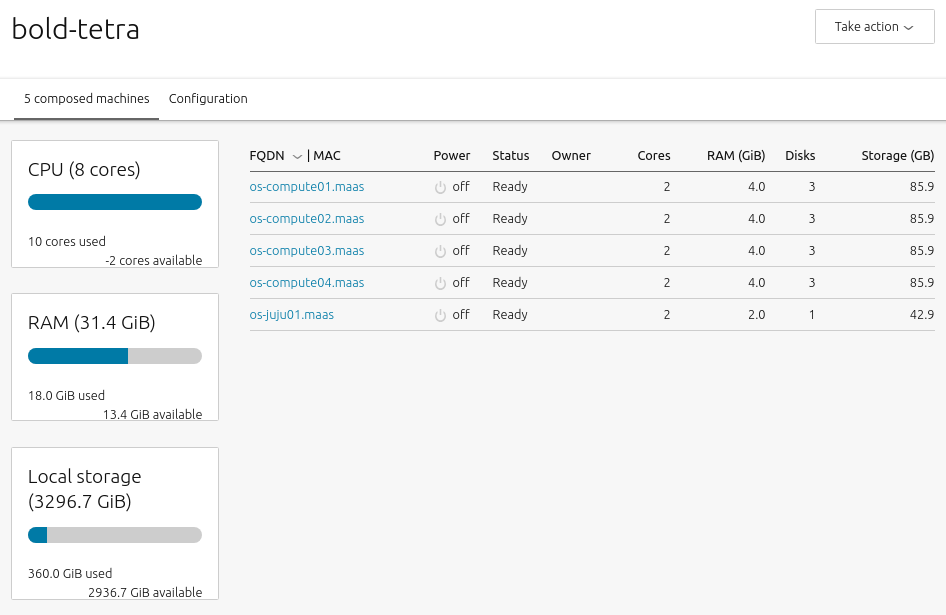 bold-tetra
Take action
5 composed machines Configuration
CPU (8 cores)
10 cores used
-2 cores available
RAM (31.4 GiB)
18.0 GiB used
13.4 GiB available
Local storage
(3296.7 GiB)
360.0 GiB used
2936.7 GiB available
FQDN | MAC Power Status Owner Cores RAM (GiB) Disks Storage (GB)
os-compute01.maas off Ready 2 4.0 3 85.9
os-compute02.maas off Ready 2 4.0 3 85.9
os-compute03.maas off Ready 2 4.0 3 85.9
os-compute04.maas off Ready 2 4.0 3 85.9
os-juju01.maas off Ready 2 2.0 1 42.9